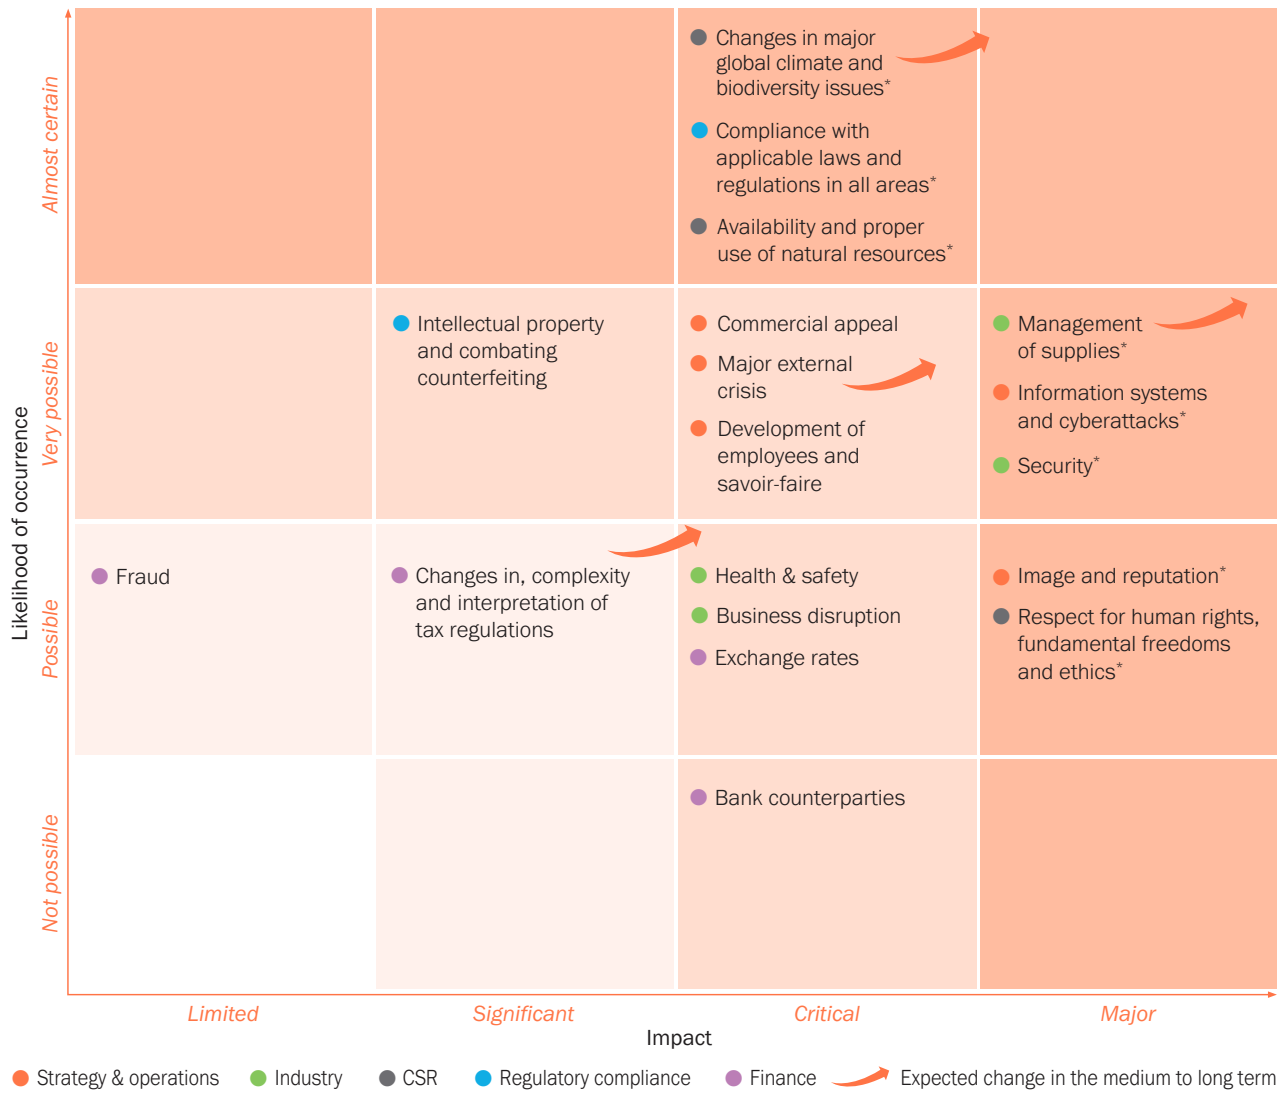 Likelihood of occurrence
Almost certain
Very possible
Possible
Not possible
Changes in major
global climate and
biodiversity issues*
Compliance with
applicable laws and
regulations in all areas*
Availability and proper
use of natural resources*
Intellectual property
and combating
counterfeiting
Commercial appeal
Major external
crisis
Development of
employees and
savoir-faire
Management
of supplies*
Information systems
and cyberattacks*
Security*
Fraud
Changes in, complexity
and interpretation of
tax regulations
Health & safety
Business disruption
Exchange rates
Image and reputation*
Respect for human rights,
fundamental freedoms
and ethics*
Bank counterparties
Limited
Significant
Critical
Major
Impact
Strategy & operations
Industry
CSR
Regulatory compliance
Finance
Expected change in the medium to long term